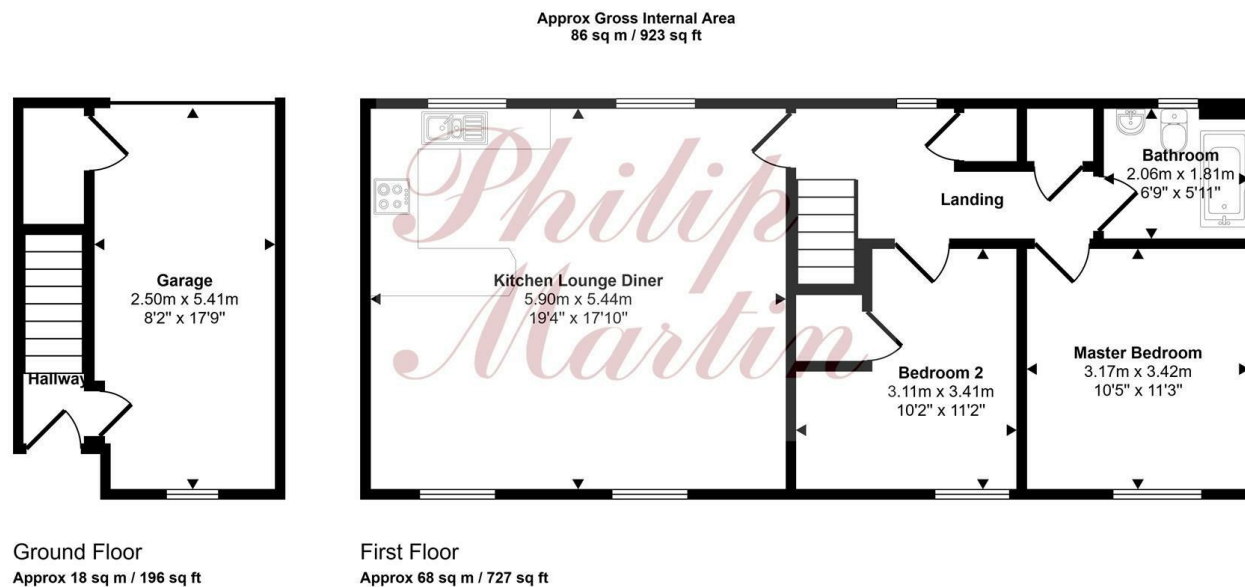 Approx Gross Internal Area
86 sq m / 923 sq ft
Garage
2.50m x 5.41m
8'2" x 17'9"
Hallway
Kitchen Lounge Diner
5.90m x 5.44m
19'4" x 17'10"
Landing
Bathroom
2.06m x 1.81m
6'9" x 5'11"
Bedroom 2
3.11m x 3.41m
10'2" x 11'2"
Master Bedroom
3.17m x 3.42m
10'5" x 11'3"
Philip
Martin
Ground Floor
Approx 18 sq m / 196 sq ft
First Floor
Approx 68 sq m / 727 sq ft